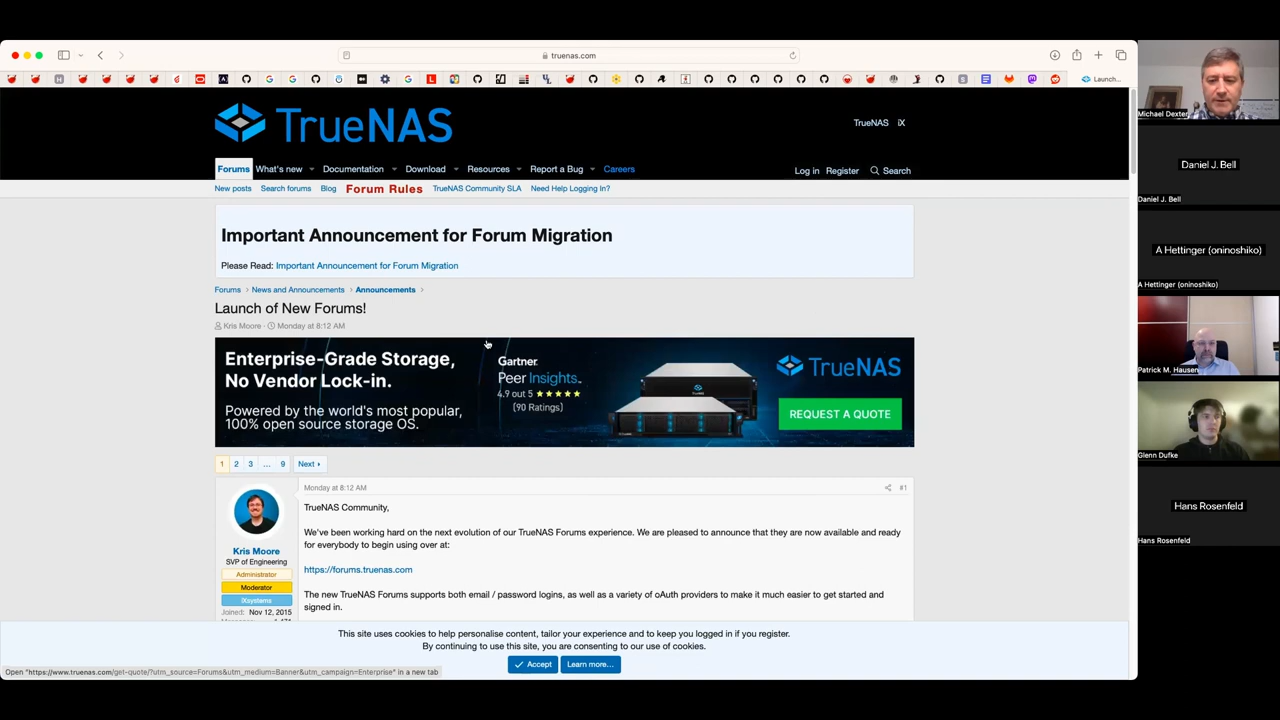 truenas.com
Launch...
TrueNAS
TrueNAS iX
Forums What's new Documentation Download Resources Report a Bug Careers
Log in Register Search
New posts Search forums Blog Forum Rules TrueNAS Community SLA Need Help Logging In?
Important Announcement for Forum Migration
Please Read: Important Announcement for Forum Migration
Forums News and Announcements Announcements
Launch of New Forums!
Kris Moore · Monday at 8:12 AM
Enterprise-Grade Storage,
No Vendor Lock-in.
Powered by the world's most popular,
100% open source storage OS.
Gartner
Peer Insights
4.9 out 5 ★★★★★
(90 Ratings)
TrueNAS
REQUEST A QUOTE
1 2 3 ... 9 Next
Monday at 8:12 AM #1
Kris Moore
SVP of Engineering
Administrator
Moderator
iXsystems
Joined: Nov 12, 2015
TrueNAS Community,
We've been working hard on the next evolution of our TrueNAS Forums experience. We are pleased to announce that they are now available and ready
for everybody to begin using over at:
https://forums.truenas.com
The new TrueNAS Forums supports both email / password logins, as well as a variety of oAuth providers to make it much easier to get started and
signed in.
This site uses cookies to help personalise content, tailor your experience and to keep you logged in if you register.
By continuing to use this site, you are consenting to our use of cookies.
Accept Learn more...
Open "https://www.truenas.com/get-quote/?utm_source=Forums&utm_medium=Banner&utm_campaign=Enterprise" in a new tab
Michael Dexter
Daniel J. Bell
Daniel J. Bell
A Hettinger (oninoshiko)
A Hettinger (oninoshiko)
Patrick M. Hausen
Glenn Dufke
Hans Rosenfeld
Hans Rosenfeld